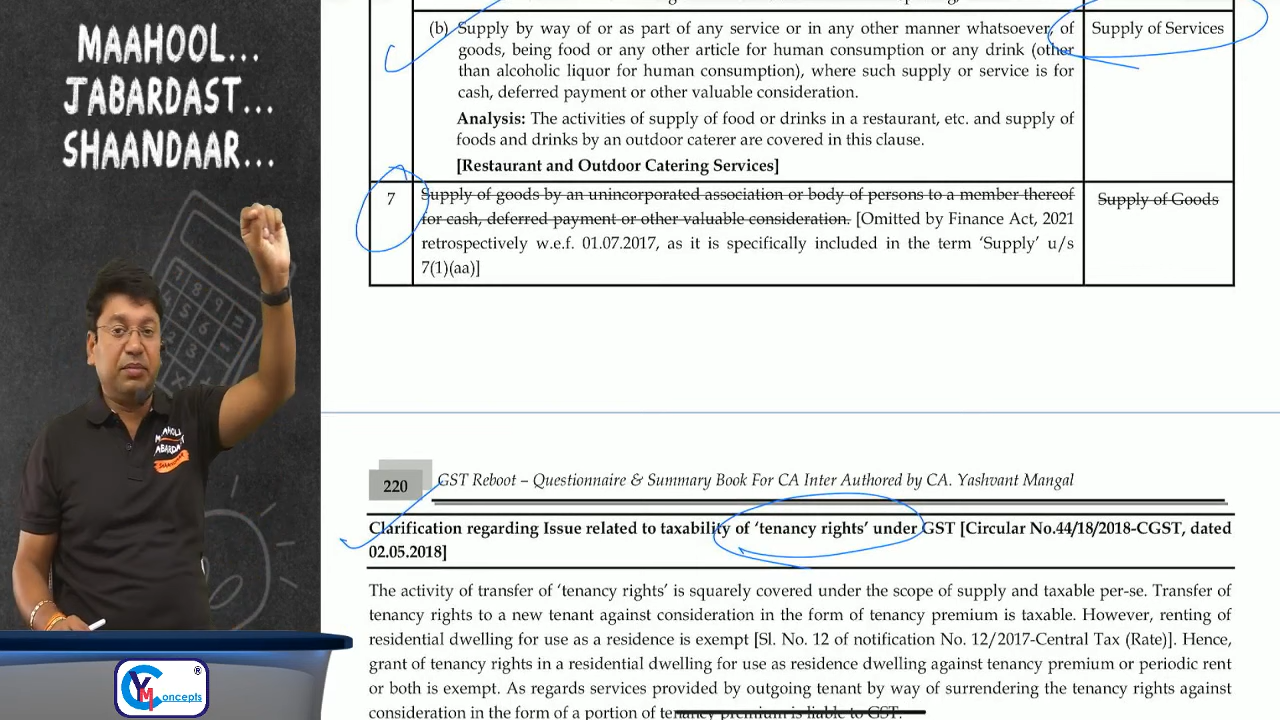 MAAHOOL...
JABARDAST...
SHAANDAAR...
(b) Supply by way of or as part of any service or in any other manner whatsoever, of
goods, being food or any other article for human consumption or any drink (other
than alcoholic liquor for human consumption), where such supply or service is for
cash, deferred payment or other valuable consideration.
Analysis: The activities of supply of food or drinks in a restaurant, etc. and supply of
foods and drinks by an outdoor caterer are covered in this clause.
[Restaurant and Outdoor Catering Services]
Supply of Services
7
Supply of goods by an unincorporated association or body of persons to a member thereof
for cash, deferred payment or other valuable consideration. [Omitted by Finance Act, 2021
retrospectively w.e.f. 01.07.2017, as it is specifically included in the term ‘Supply’ u/s
7(1)(aa)]
Supply of Goods
220
GST Reboot – Questionnaire & Summary Book For CA Inter Authored by CA. Yashvant Mangal
Clarification regarding Issue related to taxability of ‘tenancy rights’ under GST [Circular No.44/18/2018-CGST, dated
02.05.2018]
The activity of transfer of ‘tenancy rights’ is squarely covered under the scope of supply and taxable per-se. Transfer of
tenancy rights to a new tenant against consideration in the form of tenancy premium is taxable. However, renting of
residential dwelling for use as a residence is exempt [Sl. No. 12 of notification No. 12/2017-Central Tax (Rate)]. Hence,
grant of tenancy rights in a residential dwelling for use as residence dwelling against tenancy premium or periodic rent
or both is exempt. As regards services provided by outgoing tenant by way of surrendering the tenancy rights against
consideration in the form of a portion of tenancy premium is liable to GST.
YM
Concepts
®